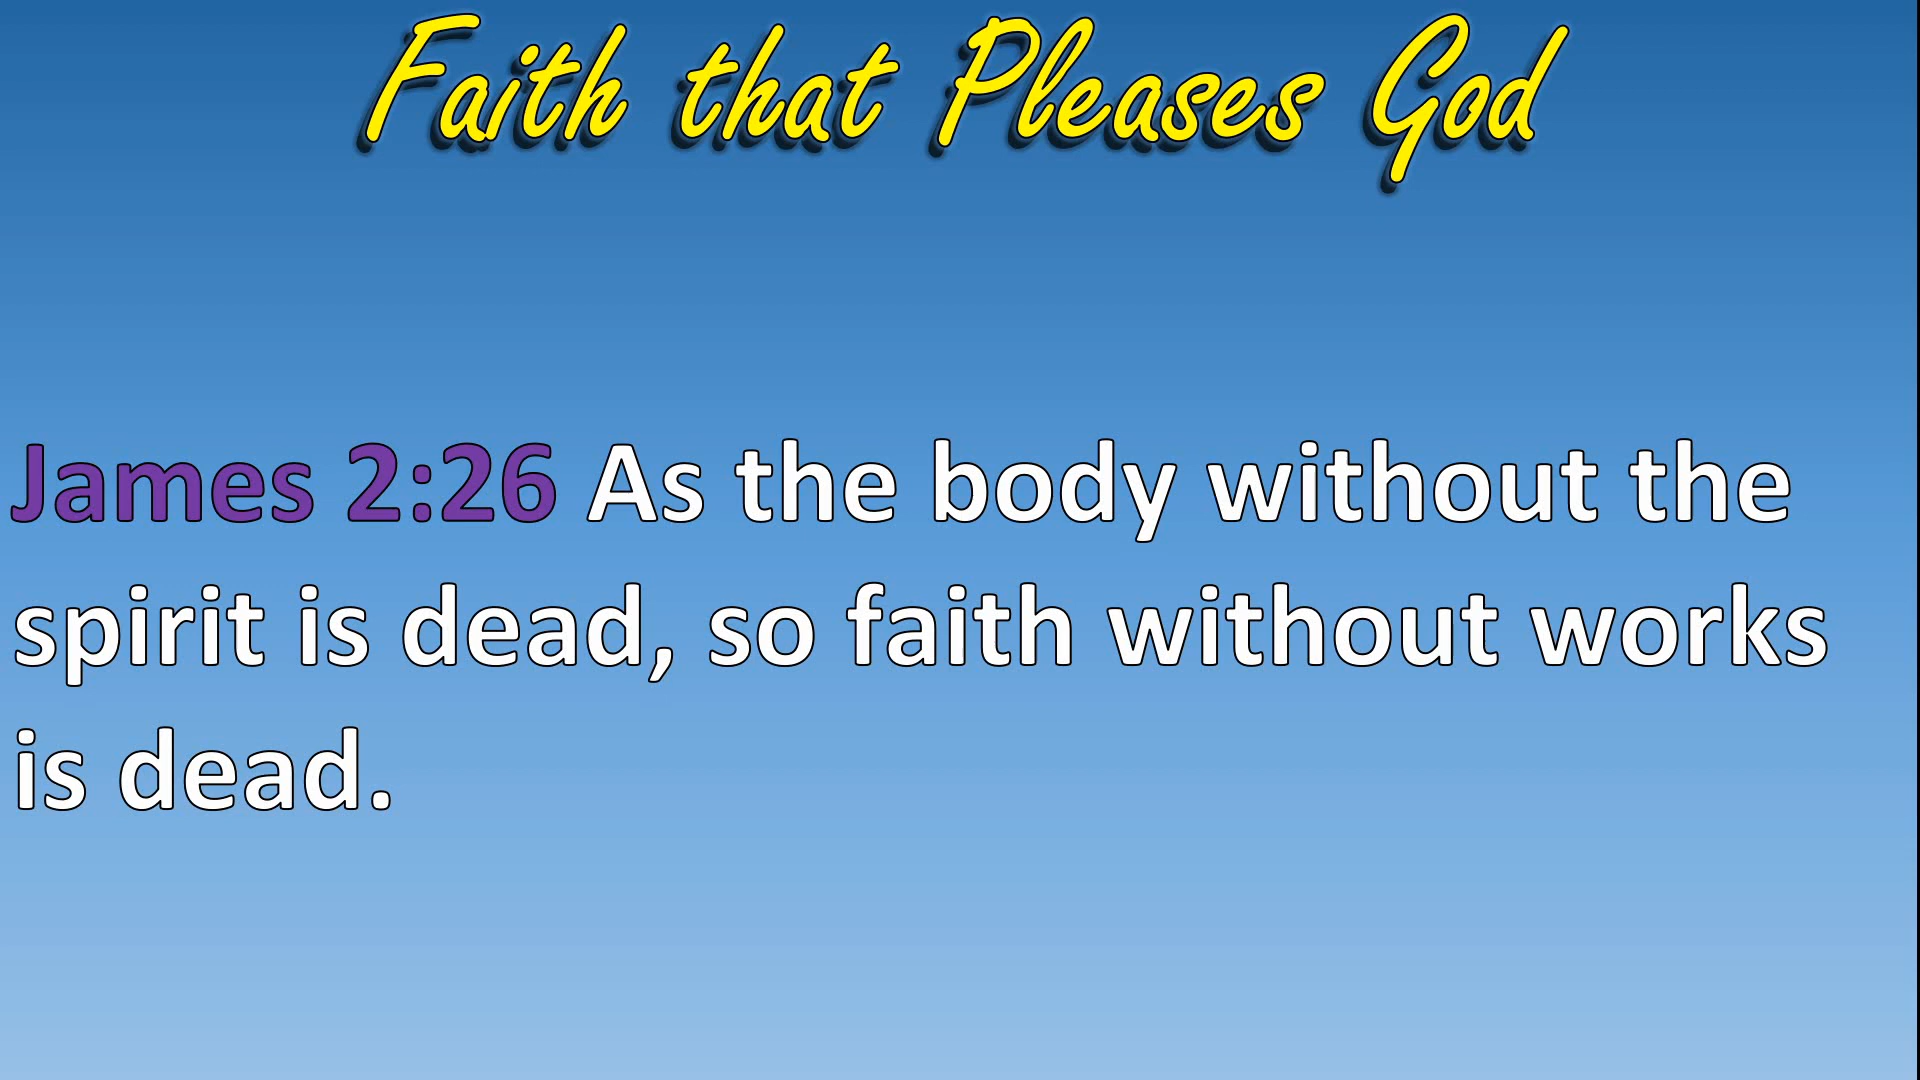 Faith that Pleases God
James 2:26 As the body without the
spirit is dead, so faith without works
is dead.